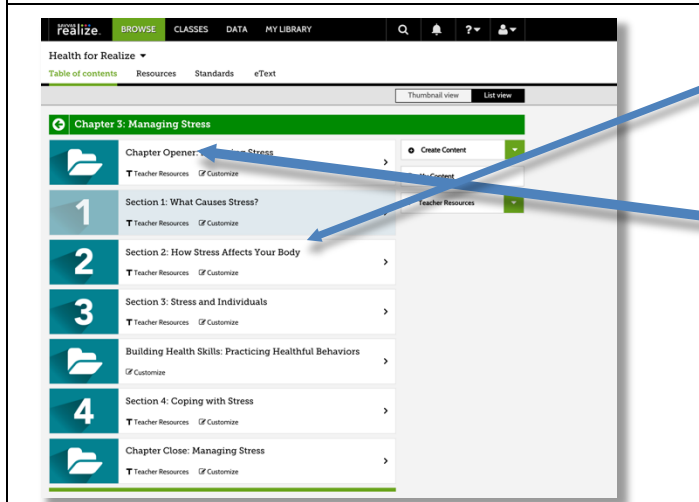 realize.
BROWSE CLASSES DATA MY LIBRARY ?
Health for Realize
Table of contents Resources Standards eText
Thumbnail view List view
Chapter 3: Managing Stress
Chapter Opener: Stress
T Teacher Resources Customize
Create Content
Content
1
Section 1: What Causes Stress?
T Teacher Resources Customize
Teacher Resources
2
Section 2: How Stress Affects Your Body
T Teacher Resources Customize
3
Section 3: Stress and Individuals
T Teacher Resources Customize
Building Health Skills: Practicing Healthful Behaviors
Customize
4
Section 4: Coping with Stress
T Teacher Resources Customize
Chapter Close: Managing Stress
T Teacher Resources Customize